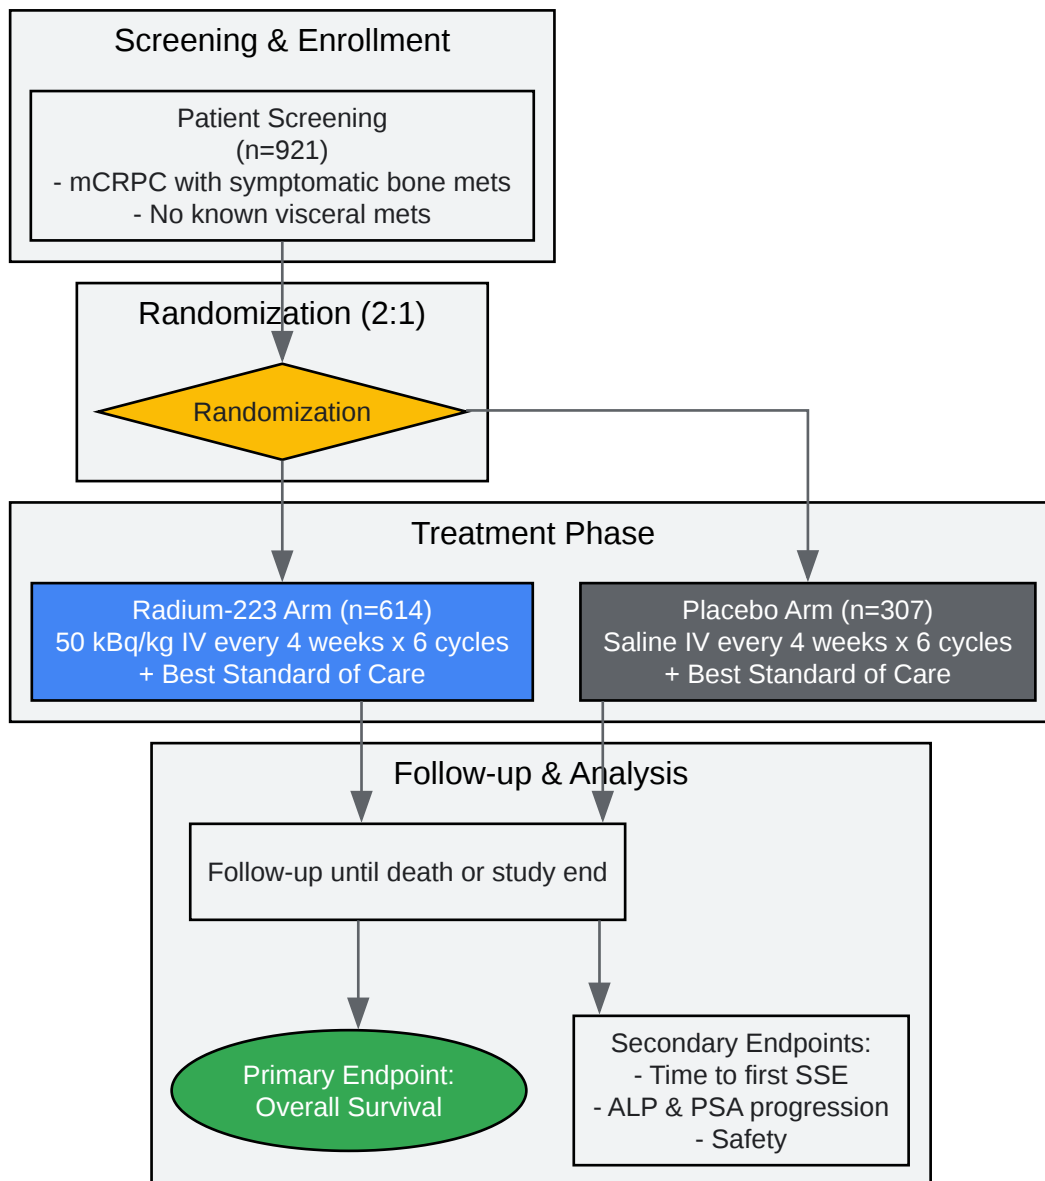 Screening & Enrollment
Patient Screening
(n=921)
- mCRPC with symptomatic bone mets
- No known visceral mets
Randomization (2:1)
Randomization
Treatment Phase
Radium-223 Arm (n=614)
50 kBq/kg IV every 4 weeks x 6 cycles
+ Best Standard of Care
Placebo Arm (n=307)
Saline IV every 4 weeks x 6 cycles
+ Best Standard of Care
Follow-up & Analysis
Follow-up until death or study end
Primary Endpoint:
Overall Survival
Secondary Endpoints:
- Time to first SSE
- ALP & PSA progression
- Safety